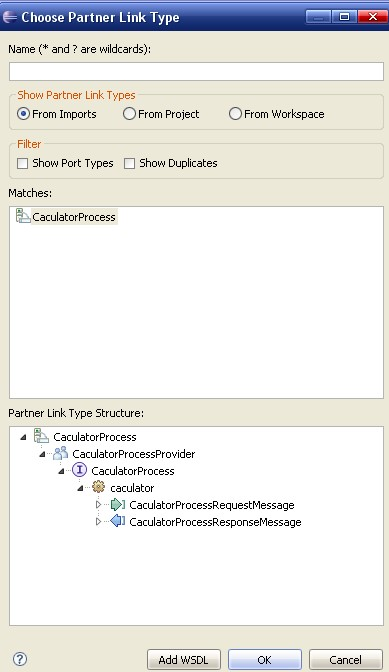 Choose Partner Link Type
Name (* and ? are wildcards):
Show Partner Link Types
From Imports From Project From Workspace
Filter
Show Port Types Show Duplicates
Matches:
CaculatorProcess
Partner Link Type Structure:
CaculatorProcess
CaculatorProcessProvider
CaculatorProcess
caculator
CaculatorProcessRequestMessage
CaculatorProcessResponseMessage
Add WSDL OK Cancel